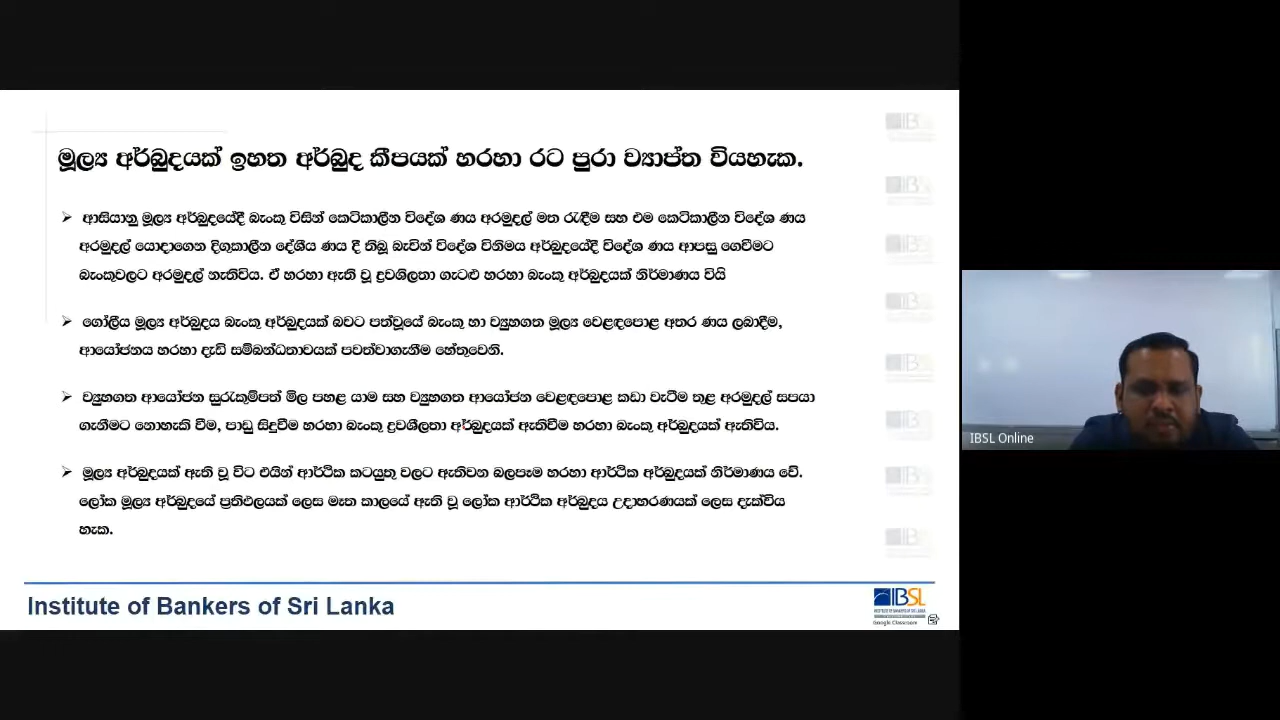 මූල්‍ය අර්බුදයක් ඉහත අර්බුද කීපයක් හරහා රට පුරා ව්‍යාප්ත වියහැක.
➢ ආසියානු මූල්‍ය අර්බුදයේදී බැංකු විසින් කෙටිකාලීන විදේශ ණය අරමුදල් මත රැඳීම සහ එම කෙටිකාලීන විදේශ ණය
අරමුදල් යොදාගෙන දිගුකාලීන දේශීය ණය දී තිබූ බැවින් විදේශ විනිමය අර්බුදයේදී විදේශ ණය ආපසු ගෙවීමට
බැංකුවලට අරමුදල් නැතිවිය. ඒ හරහා ඇති වූ ද්‍රවශිලතා ගැටළු හරහා බැංකු අර්බුදයක් නිර්මාණය විය
➢ ගෝලීය මූල්‍ය අර්බුදය බැංකු අර්බුදයක් බවට පත්වූයේ බැංකු හා ව්‍යුහගත මූල්‍ය වෙළඳපොළ අතර ණය ලබාදීම,
ආයෝජනය හරහා දැඩි සම්බන්ධතාවයක් පවත්වාගැනීම හේතුවෙනි.
➢ ව්‍යුහගත ආයෝජන සුරැකුම්පත් මිල පහළ යාම සහ ව්‍යුහගත ආයෝජන වෙළඳපොළ කඩා වැටීම තුළ අරමුදල් සපයා
ගැනීමට නොහැකි වීම, පාඩු සිදුවීම හරහා බැංකු ද්‍රවශීලතා අර්බුදයක් ඇතිවීම හරහා බැංකු අර්බුදයක් ඇතිවිය.
➢ මූල්‍ය අර්බුදයක් ඇති වූ විට එයින් ආර්ථික කටයුතු වලට ඇතිවන බලපෑම හරහා ආර්ථික අර්බුදයක් නිර්මාණය වේ.
ලෝක මූල්‍ය අර්බුදයේ ප්‍රතිඵලයක් ලෙස මෑත කාලයේ ඇති වූ ලෝක ආර්ථික අර්බුදය උදාහරණයක් ලෙස දැක්විය
හැක.
Institute of Bankers of Sri Lanka
IBSL
Google Classroom
IBSL Online